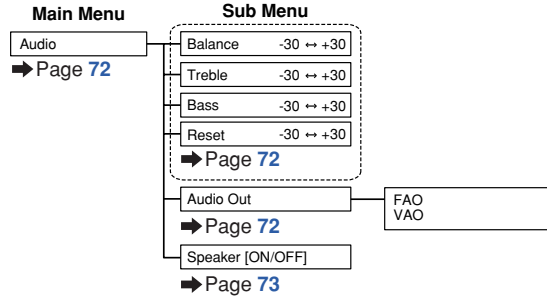 Main Menu
Sub Menu
Audio
➡ Page 72
Balance -30 ↔ +30
Treble -30 ↔ +30
Bass -30 ↔ +30
Reset -30 ↔ +30
➡ Page 72
Audio Out
➡ Page 72
FAO
VAO
Speaker [ON/OFF]
➡ Page 73